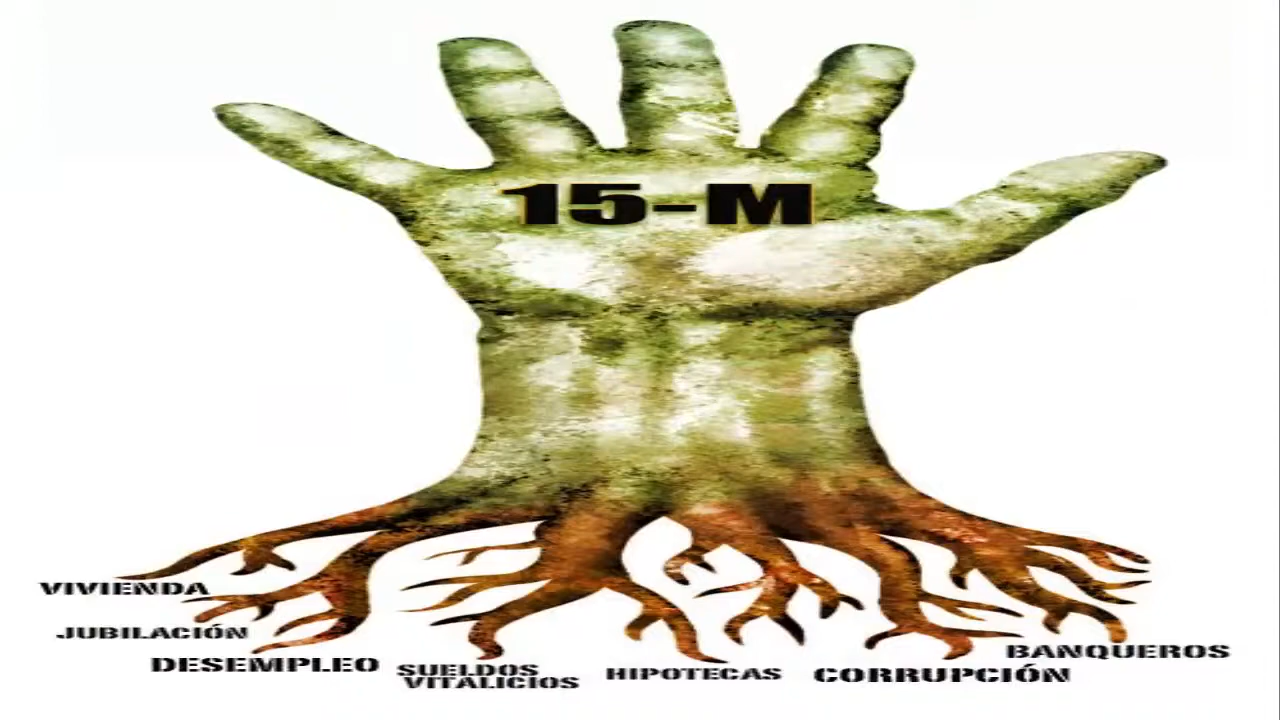 15-M
VIVIENDA
JUBILACIÓN
DESEMPLEO
SUELDOS
VITALICIOS
HIPOTECAS
CORRUPCIÓN
BANQUEROS